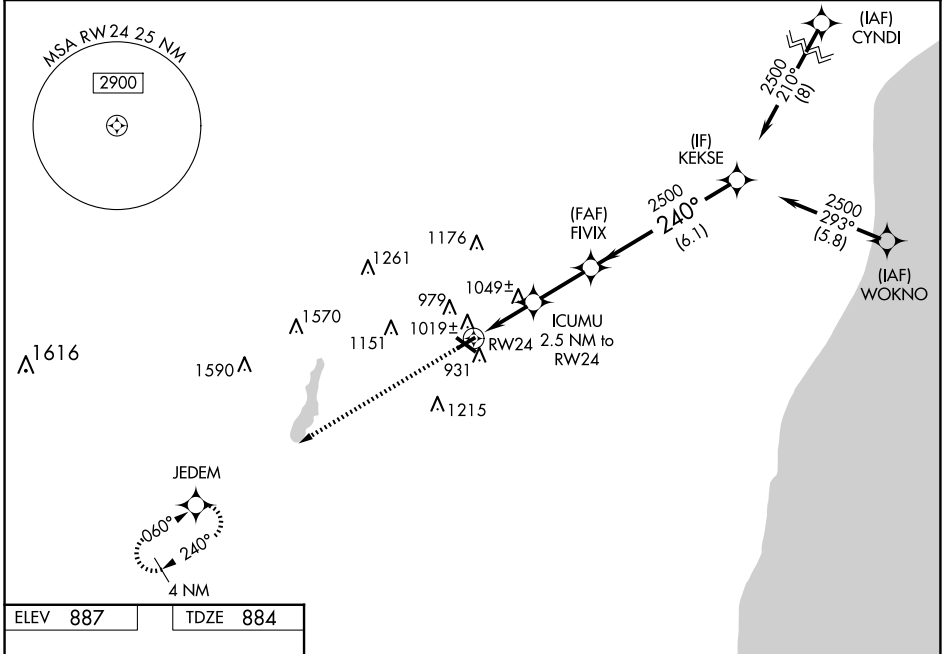 MSA RW 24 25 NM
2900
(IAF)
CYNDI
2500
210°
(8)
(IF)
KEKSE
2500
240°
(6.1)
2500
293°
(5.8)
(IAF)
WOKNO
(FAF)
FIVIX
1176
1261
1049±
979
1570
1151
1019±
ICUMU
2.5 NM to
RW24
RW24
1616
1590
931
1215
JEDEM
060°
240°
4 NM
ELEV 887
TDZE 884